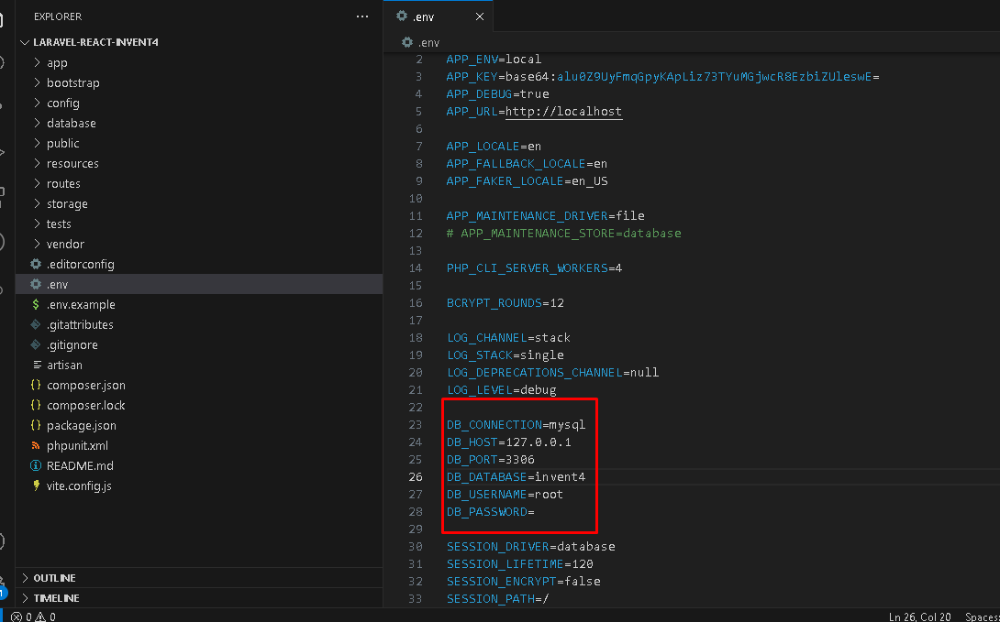 EXPLORER
LARAVEL-REACT-INVENT4
app
bootstrap
config
database
public
resources
routes
storage
tests
vendor
.editorconfig
.env
.env.example
.gitattributes
.gitignore
artisan
composer.json
composer.lock
package.json
phpunit.xml
README.md
vite.config.js
OUTLINE
TIMELINE
.env
.env
2 APP_ENV=local
3 APP_KEY=base64:alu0Z9UyFmqGpyKApLiz73TYuMGjwcR8EzbiZUleswE=
4 APP_DEBUG=true
5 APP_URL=http://localhost
6
7 APP_LOCALE=en
8 APP_FALLBACK_LOCALE=en
9 APP_FAKER_LOCALE=en_US
10
11 APP_MAINTENANCE_DRIVER=file
12 # APP_MAINTENANCE_STORE=database
13
14 PHP_CLI_SERVER_WORKERS=4
15
16 BCRYPT_ROUNDS=12
17
18 LOG_CHANNEL=stack
19 LOG_STACK=single
20 LOG_DEPRECATIONS_CHANNEL=null
21 LOG_LEVEL=debug
22
23 DB_CONNECTION=mysql
24 DB_HOST=127.0.0.1
25 DB_PORT=3306
26 DB_DATABASE=invent4
27 DB_USERNAME=root
28 DB_PASSWORD=
29
30 SESSION_DRIVER=database
31 SESSION_LIFETIME=120
32 SESSION_ENCRYPT=false
33 SESSION_PATH=/
0 0
Ln 26, Col 20 Spaces